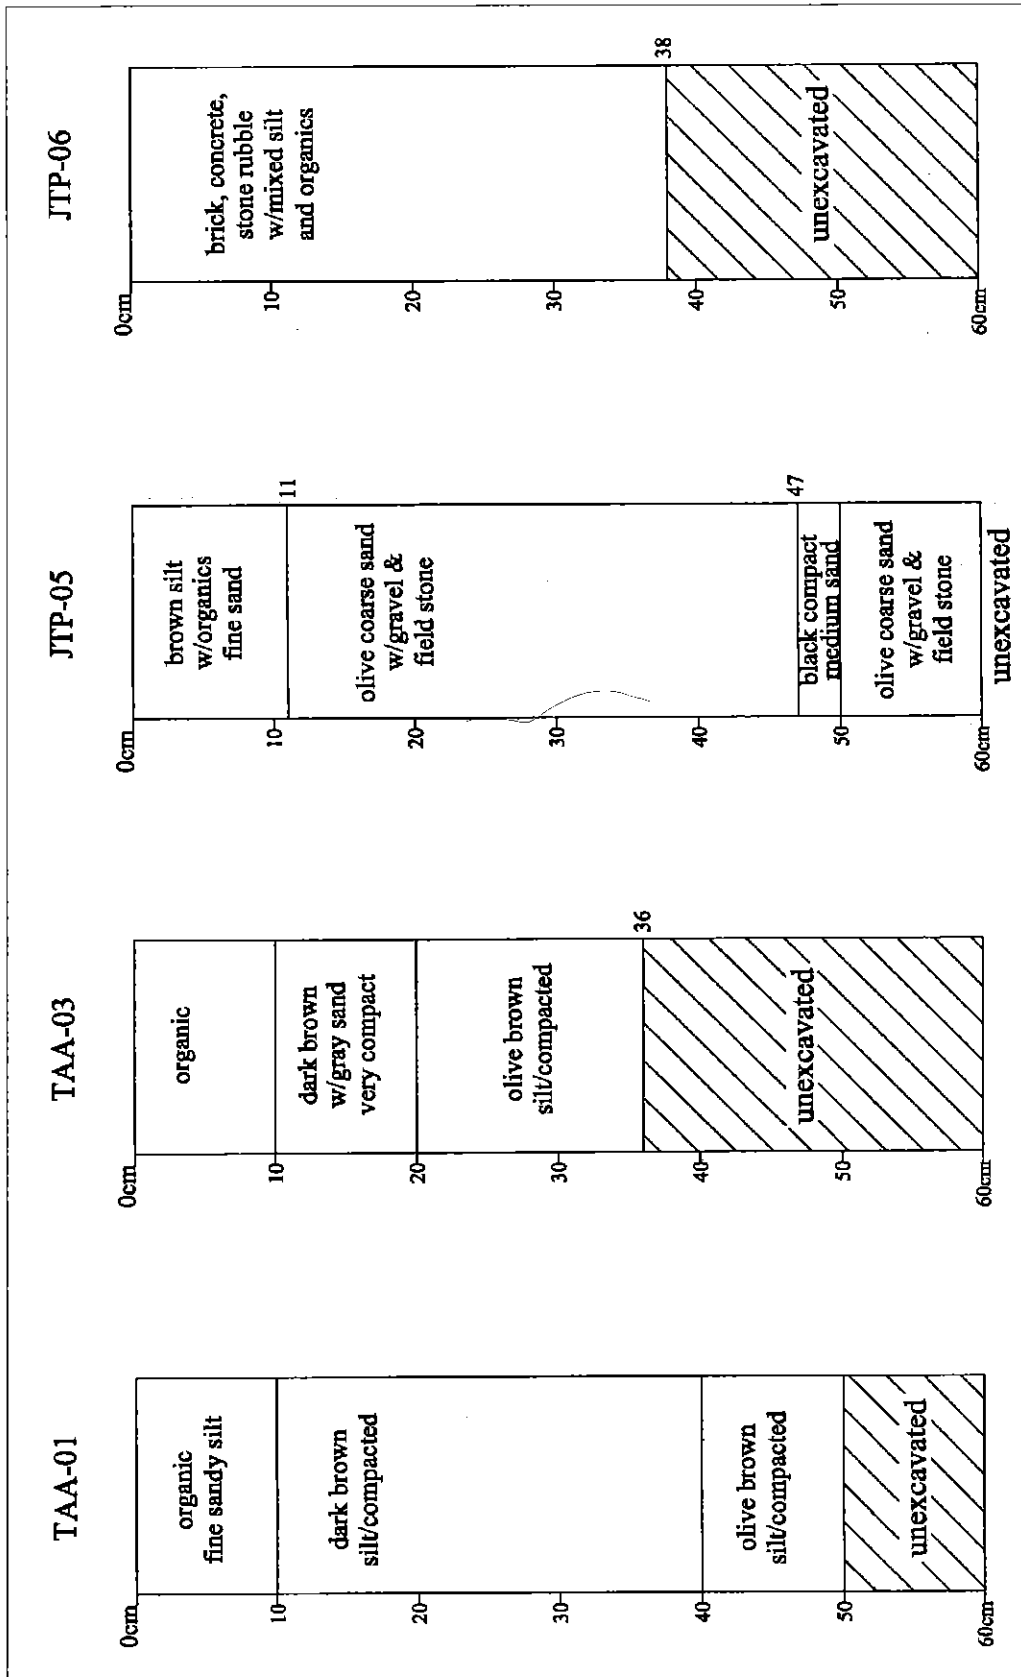 TAA-01
0cm
10
20
30
40
50
60cm
organic
fine sandy silt
dark brown
silt/compacted
olive brown
silt/compacted
unexcavated
TAA-03
0cm
10
20
30
40
50
60cm
organic
dark brown
w/gray sand
very compact
olive brown
silt/compacted
36
unexcavated
JTP-05
0cm
10
20
30
40
50
60cm
brown silt
w/organics
fine sand
11
olive coarse sand
w/gravel &
field stone
47
black compact
medium sand
olive coarse sand
w/gravel &
field stone
unexcavated
JTP-06
0cm
10
20
30
40
50
60cm
brick, concrete,
stone rubble
w/mixed silt
and organics
38
unexcavated